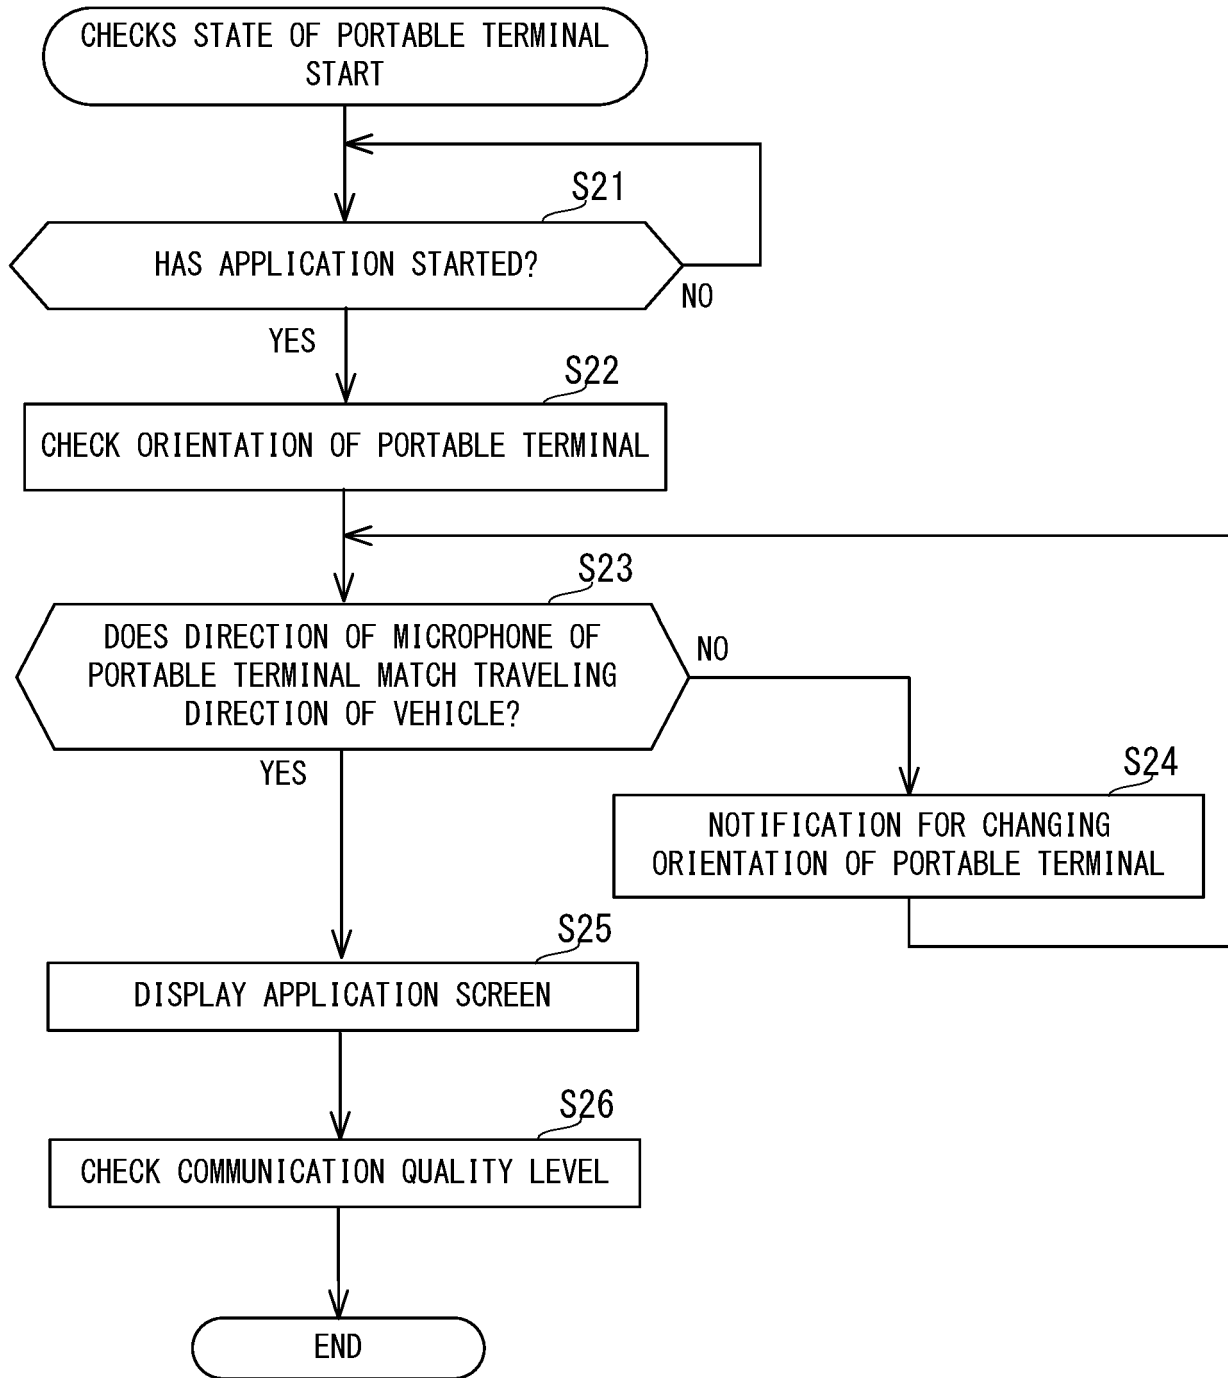 CHECKS STATE OF PORTABLE TERMINAL
START
S21
HAS APPLICATION STARTED?
NO
YES
S22
CHECK ORIENTATION OF PORTABLE TERMINAL
S23
DOES DIRECTION OF MICROPHONE OF
PORTABLE TERMINAL MATCH TRAVELING
DIRECTION OF VEHICLE?
NO
YES
S24
NOTIFICATION FOR CHANGING
ORIENTATION OF PORTABLE TERMINAL
S25
DISPLAY APPLICATION SCREEN
S26
CHECK COMMUNICATION QUALITY LEVEL
END